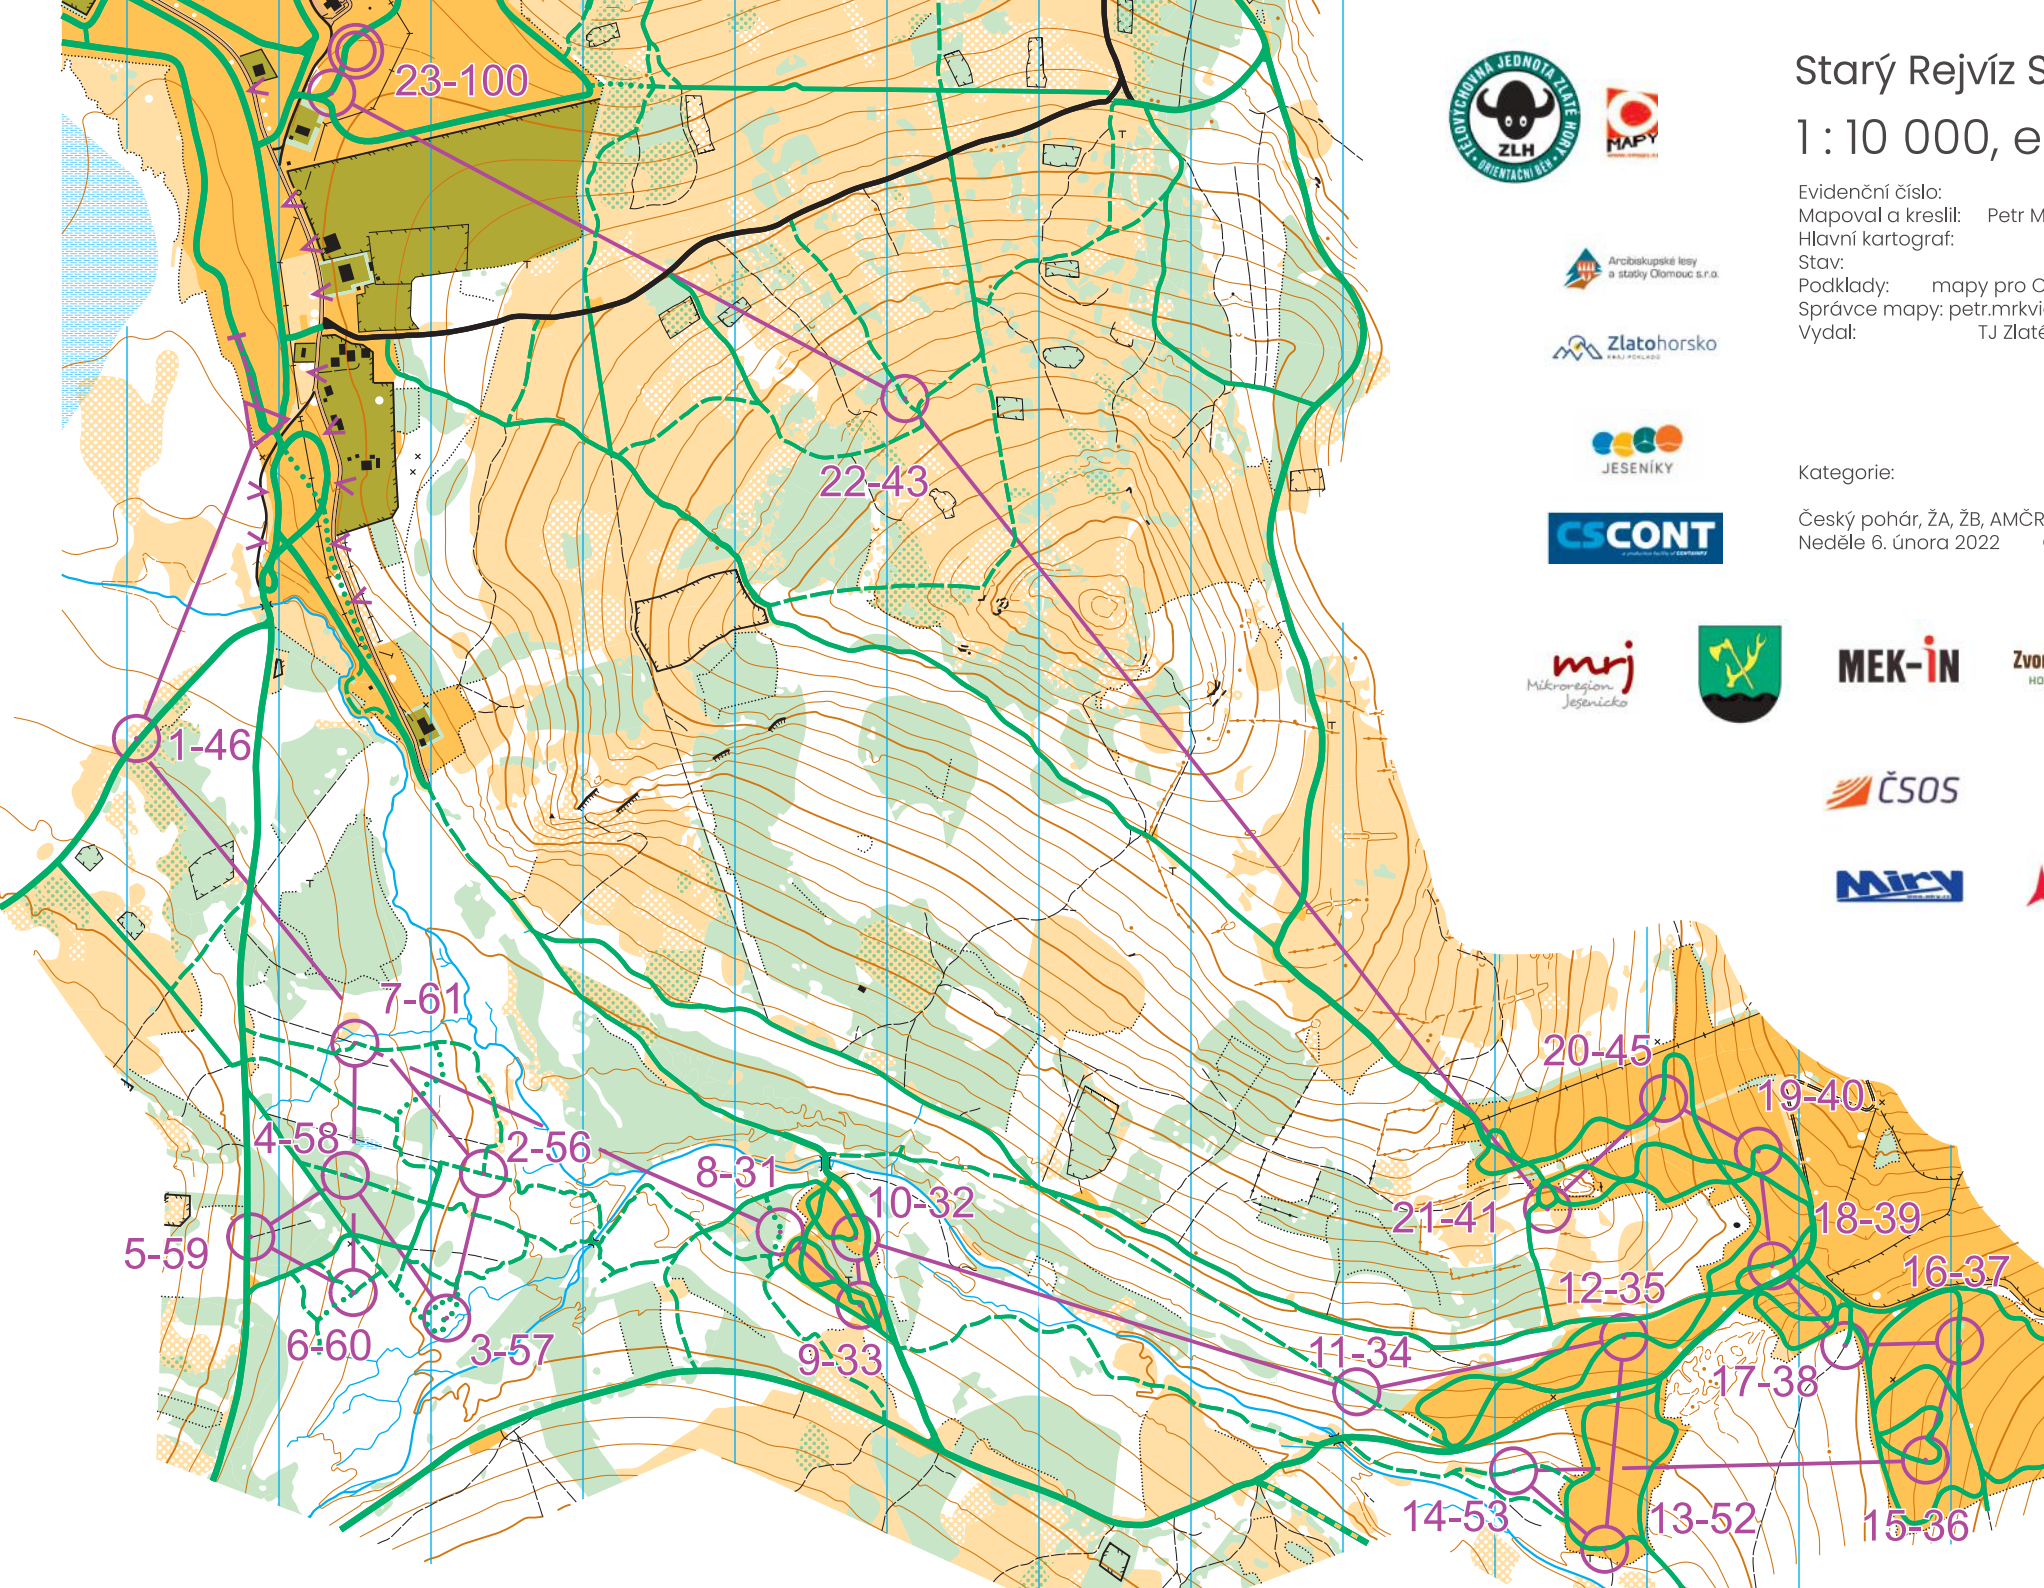 Starý Rejvíz S
1 : 10 000, e
Evidenční číslo:
Mapoval a kreslil: Petr M
Hlavní kartograf:
Stav:
Podklady: mapy pro O
Správce mapy: petr.mrkvi
Vydal: TJ Zlaté
Kategorie:
Český pohár, ŽA, ŽB, AMČR
Neděle 6. února 2022
TĚLOVÝCHOVNÁ JEDNOTA ZLATÉ HORY
ZLH
ORIENTAČNÍ BĚH
MAPY
Arcibiskupské lesy
a statky Olomouc s.r.o.
Zlatohorsko
JESENÍKY
CSCONT
mrj
Mikroregion
Jesenicko
MEK-iN
Zvo
HO
ČSOS
Miry
23-100
22-43
1-46
7-61
4-58
2-56
8-31
10-32
5-59
6-60
3-57
9-33
11-34
12-35
20-45
19-40
21-41
18-39
16-37
17-38
14-53
13-52
15-36